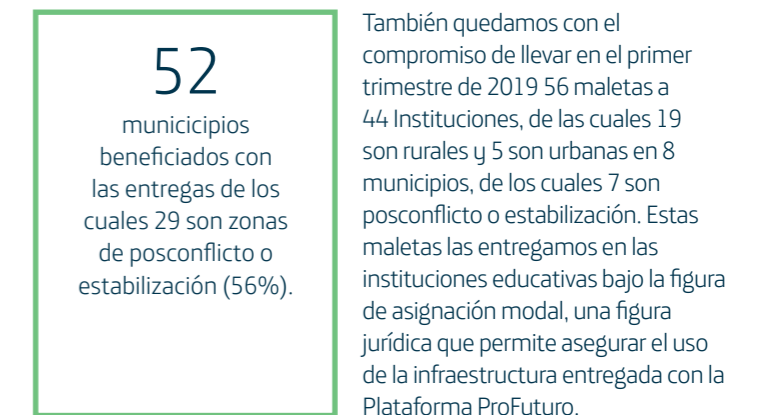 52
municicipios
beneficiados con
las entregas de los
cuales 29 son zonas
de posconflicto o
estabilización (56%).
También quedamos con el
compromiso de llevar en el primer
trimestre de 2019 56 maletas a
44 Instituciones, de las cuales 19
son rurales y 5 son urbanas en 8
municipios, de los cuales 7 son
posconflicto o estabilización. Estas
maletas las entregamos en las
instituciones educativas bajo la figura
de asignación modal, una figura
jurídica que permite asegurar el uso
de la infraestructura entregada con la
Plataforma ProFuturo.